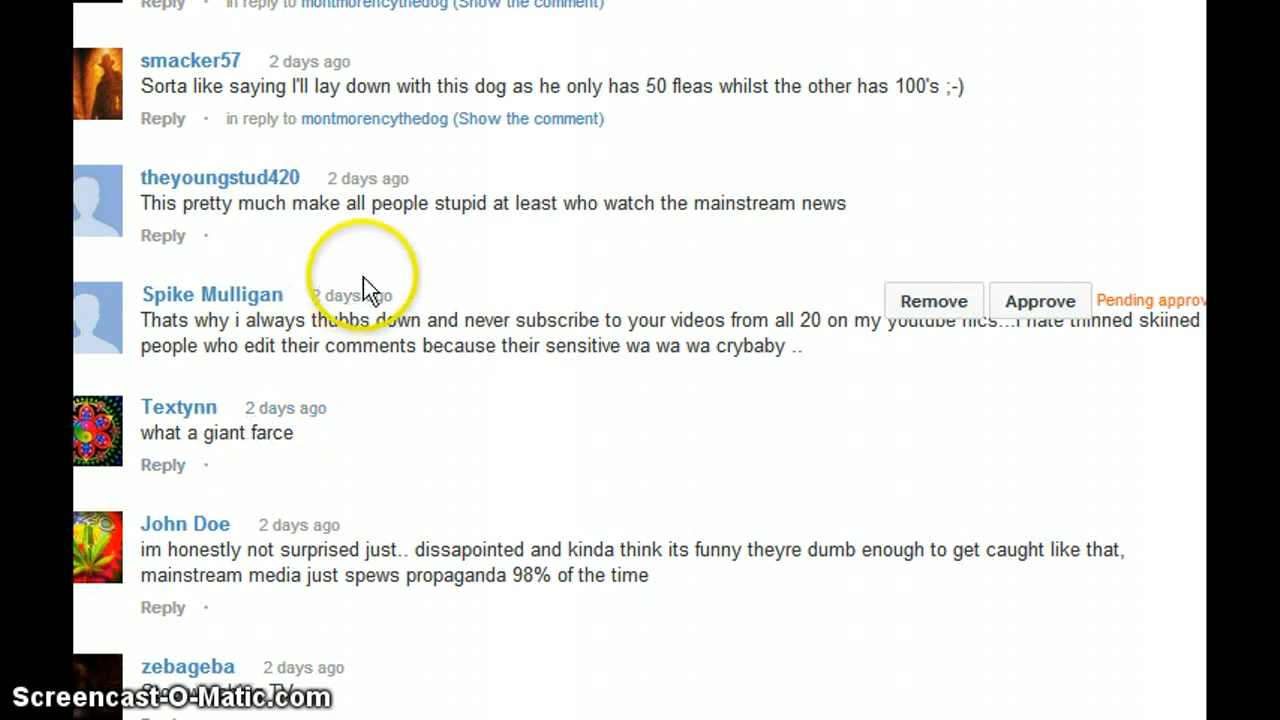 Reply · in reply to montmorencythedog (Show the comment)
smacker57 2 days ago
Sorta like saying I'll lay down with this dog as he only has 50 fleas whilst the other has 100's ;-)
Reply · in reply to montmorencythedog (Show the comment)
theyoungstud420 2 days ago
This pretty much make all people stupid at least who watch the mainstream news
Reply ·
Spike Mulligan 2 days ago
Remove Approve Pending approv
Thats why i always thubbs down and never subscribe to your videos from all 20 on my youtube nics...i hate thinned skiined
people who edit their comments because their sensitive wa wa wa crybaby ..
Textynn 2 days ago
what a giant farce
Reply ·
John Doe 2 days ago
im honestly not surprised just.. dissapointed and kinda think its funny theyre dumb enough to get caught like that,
mainstream media just spews propaganda 98% of the time
Reply ·
zebageba 2 days ago
Screencast-O-Matic.com